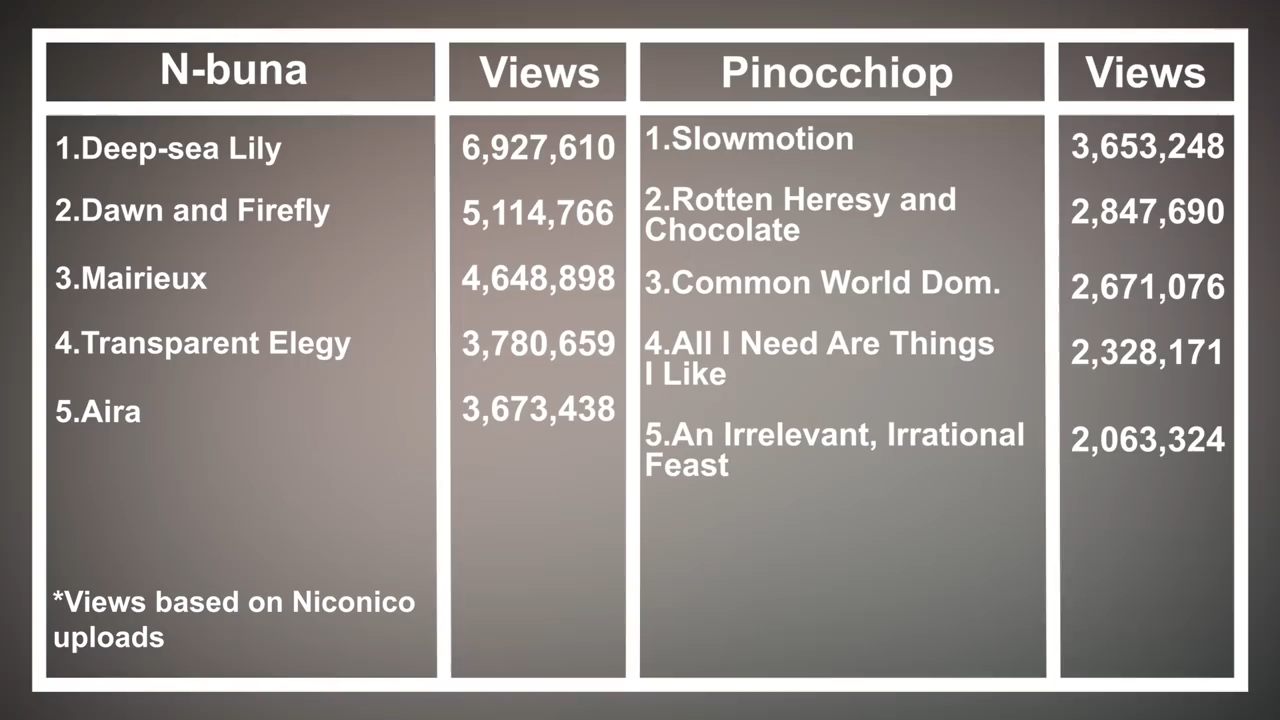 N-buna
Views
Pinocchiop
Views
1.Deep-sea Lily
6,927,610
1.Slowmotion
3,653,248
2.Dawn and Firefly
5,114,766
2.Rotten Heresy and
Chocolate
2,847,690
3.Mairieux
4,648,898
3.Common World Dom.
2,671,076
4.Transparent Elegy
3,780,659
4.All I Need Are Things
I Like
2,328,171
5.Aira
3,673,438
5.An Irrelevant, Irrational
Feast
2,063,324
*Views based on Niconico
uploads